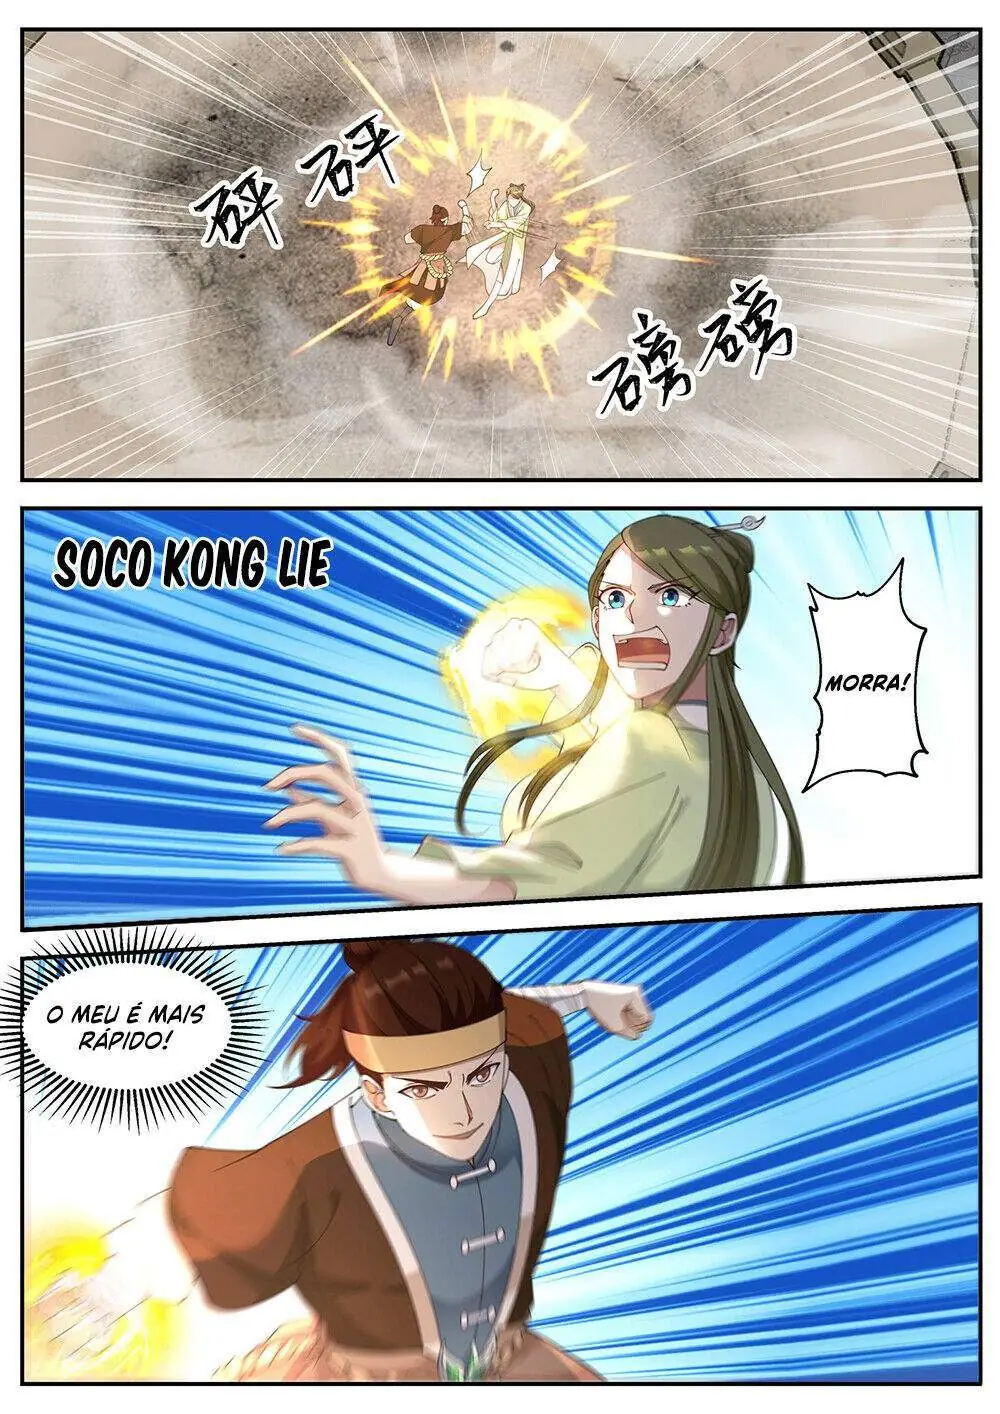 砰 砰
磅 磅
SOCO KONG LIE
MORRA!
O MEU É MAIS
RÁPIDO!